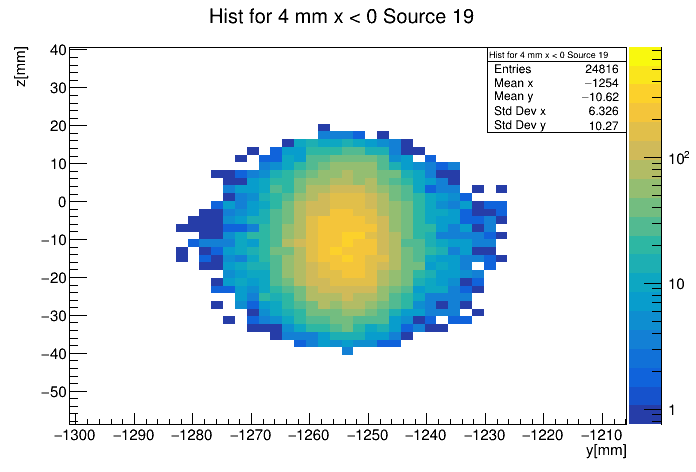 Hist for 4 mm x < 0 Source 19
z[mm]
40
30
20
10
0
−10
−20
−30
−40
−50
−1300 −1290 −1280 −1270 −1260 −1250 −1240 −1230 −1220 −1210
y[mm]
Hist for 4 mm x < 0 Source 19
Entries 24816
Mean x −1254
Mean y −10.62
Std Dev x 6.326
Std Dev y 10.27
10²
10
1